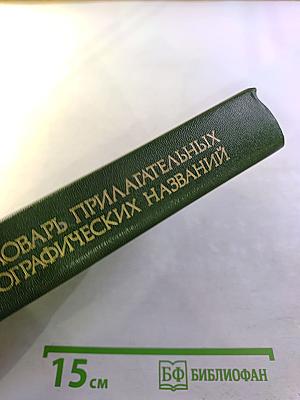 ЛОВАРЬ ПРИЛАГАТЕЛЬНЫХ
ОГРАФИЧЕСКИХ НАЗВАНИЙ
15 см
БФ БИБЛИОФАН